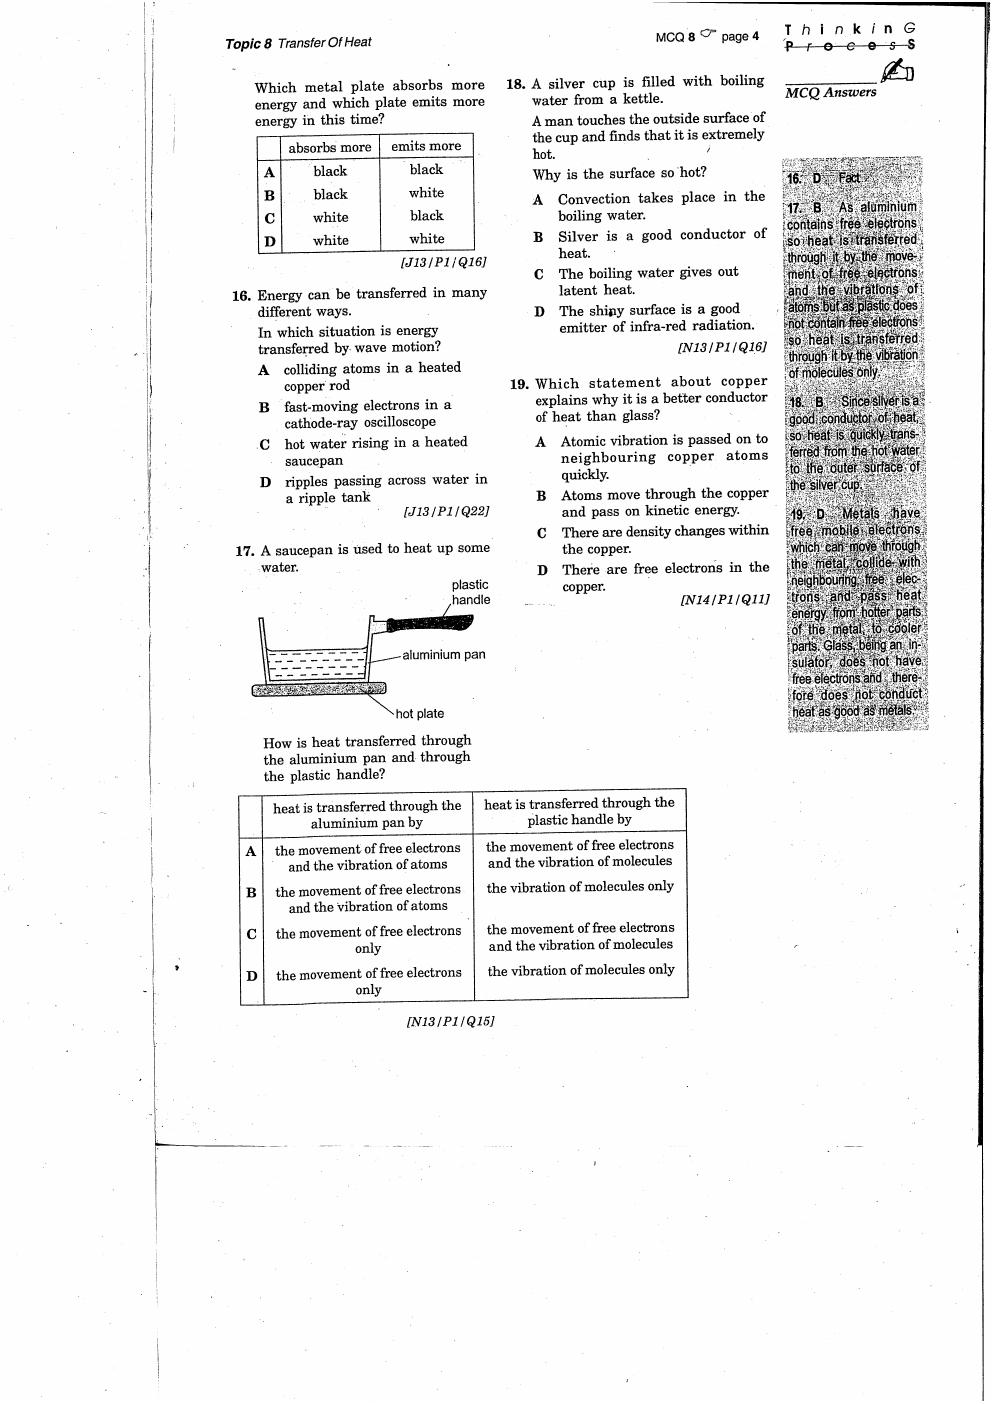 Topic 8 Transfer Of Heat
MCQ 8 ☞ page 4
ThinkinG
ProcesS
MCQ Answers
Which metal plate absorbs more
energy and which plate emits more
energy in this time?
absorbs more emits more
A black black
B black white
C white black
D white white
[J13/P1/Q16]
16. Energy can be transferred in many
different ways.
In which situation is energy
transferred by wave motion?
A colliding atoms in a heated
copper rod
B fast-moving electrons in a
cathode-ray oscilloscope
C hot water rising in a heated
saucepan
D ripples passing across water in
a ripple tank
[J13/P1/Q22]
17. A saucepan is used to heat up some
water.
plastic
handle
aluminium pan
hot plate
How is heat transferred through
the aluminium pan and through
the plastic handle?
heat is transferred through the
aluminium pan by
heat is transferred through the
plastic handle by
A the movement of free electrons
and the vibration of atoms
the movement of free electrons
and the vibration of molecules
B the movement of free electrons
and the vibration of atoms
the vibration of molecules only
C the movement of free electrons
only
the movement of free electrons
and the vibration of molecules
D the movement of free electrons
only
the vibration of molecules only
[N13/P1/Q15]
18. A silver cup is filled with boiling
water from a kettle.
A man touches the outside surface of
the cup and finds that it is extremely
hot.
Why is the surface so hot?
A Convection takes place in the
boiling water.
B Silver is a good conductor of
heat.
C The boiling water gives out
latent heat.
D The shiny surface is a good
emitter of infra-red radiation.
[N13/P1/Q16]
19. Which statement about copper
explains why it is a better conductor
of heat than glass?
A Atomic vibration is passed on to
neighbouring copper atoms
quickly.
B Atoms move through the copper
and pass on kinetic energy.
C There are density changes within
the copper.
D There are free electrons in the
copper.
[N14/P1/Q11]
16. D Fact
17. B As aluminium
contains free electrons
so heat is transferred
through it by the move-
ment of free electrons
and the vibrations of
atoms but as plastic does
not contain free electrons
so heat is transferred
through it by the vibration
of molecules only.
18. B Since silver is a
good conductor of heat,
so heat is quickly trans-
ferred from the hot water
to the outer surface of
the silver cup.
19. D Metals have
free mobile electrons
which can move through
the metal, collide with
neighbouring free elec-
trons and pass heat
energy from hotter parts
of the metal, to cooler
parts. Glass, being an in-
sulator, does not have
free electrons and there-
fore does not conduct
heat as good as metals.